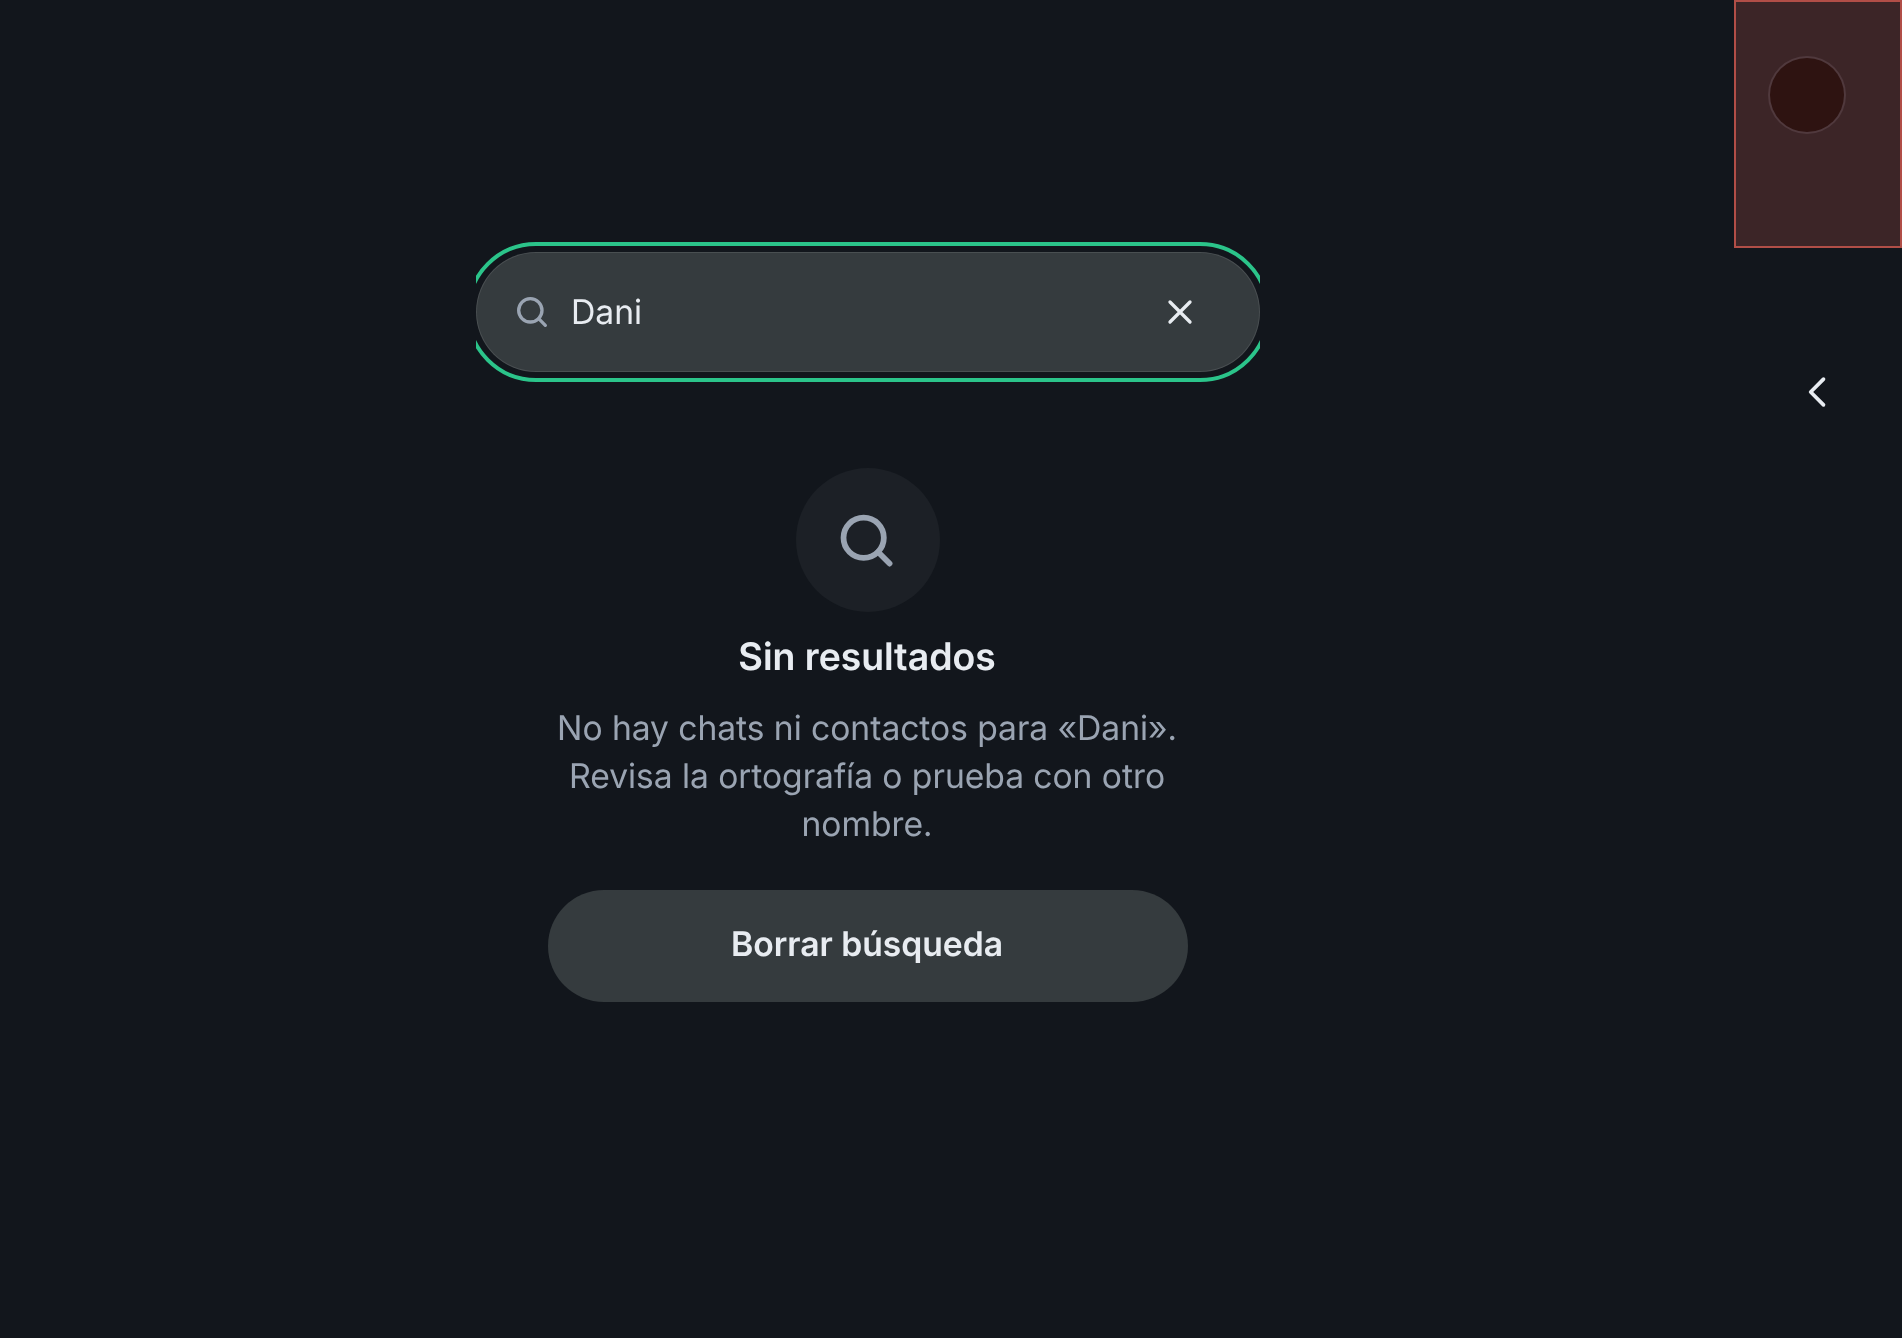 Dani
Sin resultados
No hay chats ni contactos para «Dani».
Revisa la ortografía o prueba con otro
nombre.
Borrar búsqueda